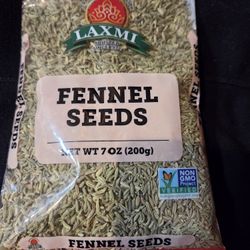 LAXMI
FENNEL
SEEDS
NET WT 7 OZ (200g)
NON
GMO
Project
VERIFIED
FENNEL SEEDS